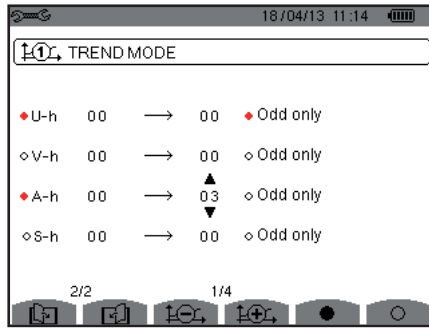 18/04/13 11:14
1 TREND MODE
U-h 00 → 00 Odd only
V-h 00 → 00 Odd only
A-h 00 → 03 Odd only
S-h 00 → 00 Odd only
2/2 1/4